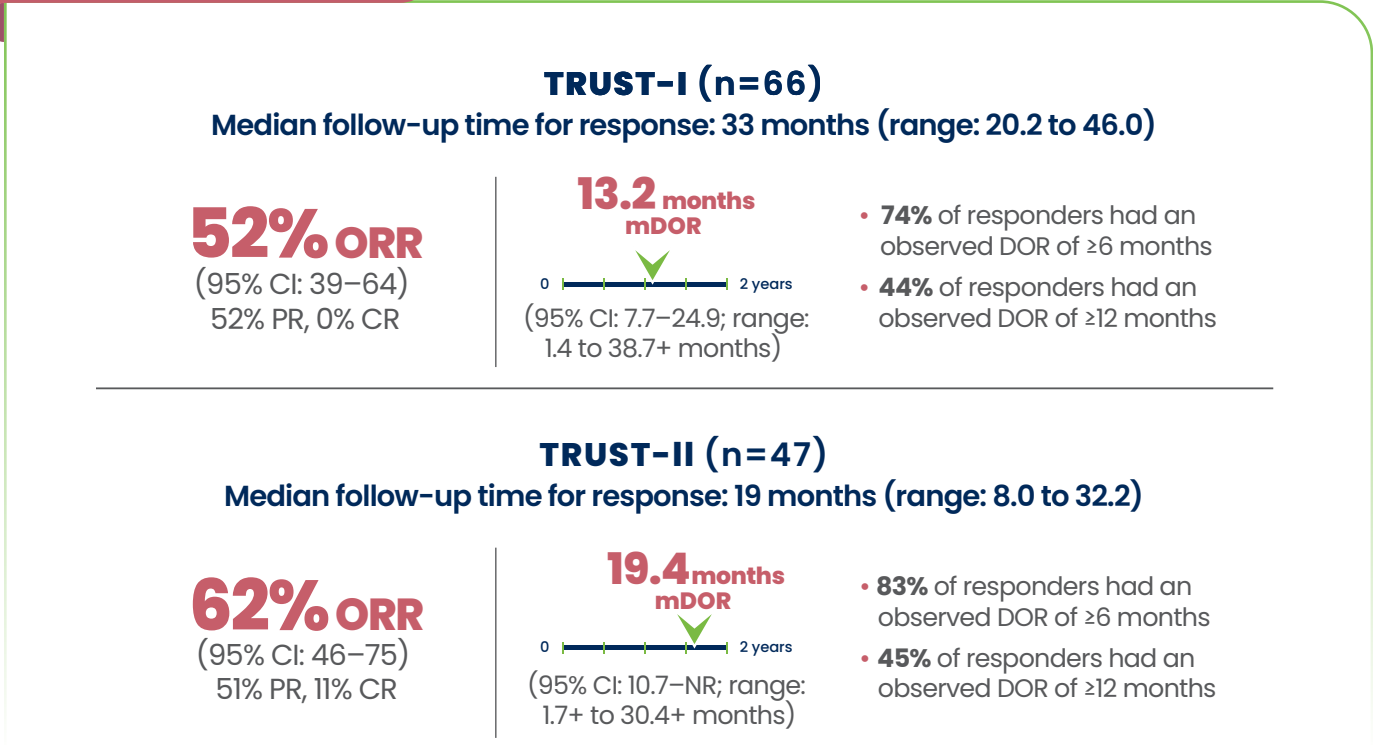 TRUST-I (n=66)
Median follow-up time for response: 33 months (range: 20.2 to 46.0)
52% ORR
(95% CI: 39–64)
52% PR, 0% CR
13.2 months
mDOR
0 2 years
(95% CI: 7.7–24.9; range:
1.4 to 38.7+ months)
• 74% of responders had an
observed DOR of ≥6 months
• 44% of responders had an
observed DOR of ≥12 months
TRUST-II (n=47)
Median follow-up time for response: 19 months (range: 8.0 to 32.2)
62% ORR
(95% CI: 46–75)
51% PR, 11% CR
19.4 months
mDOR
0 2 years
(95% CI: 10.7–NR; range:
1.7+ to 30.4+ months)
• 83% of responders had an
observed DOR of ≥6 months
• 45% of responders had an
observed DOR of ≥12 months